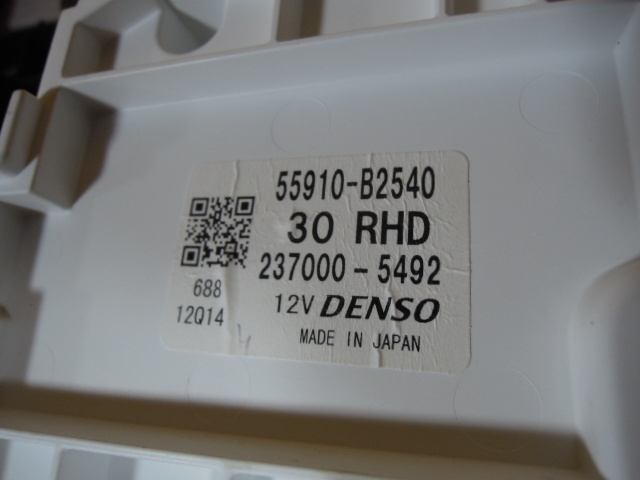 55910-B2540
30 RHD
237000-5492
688
12Q14
12V DENSO
MADE IN JAPAN